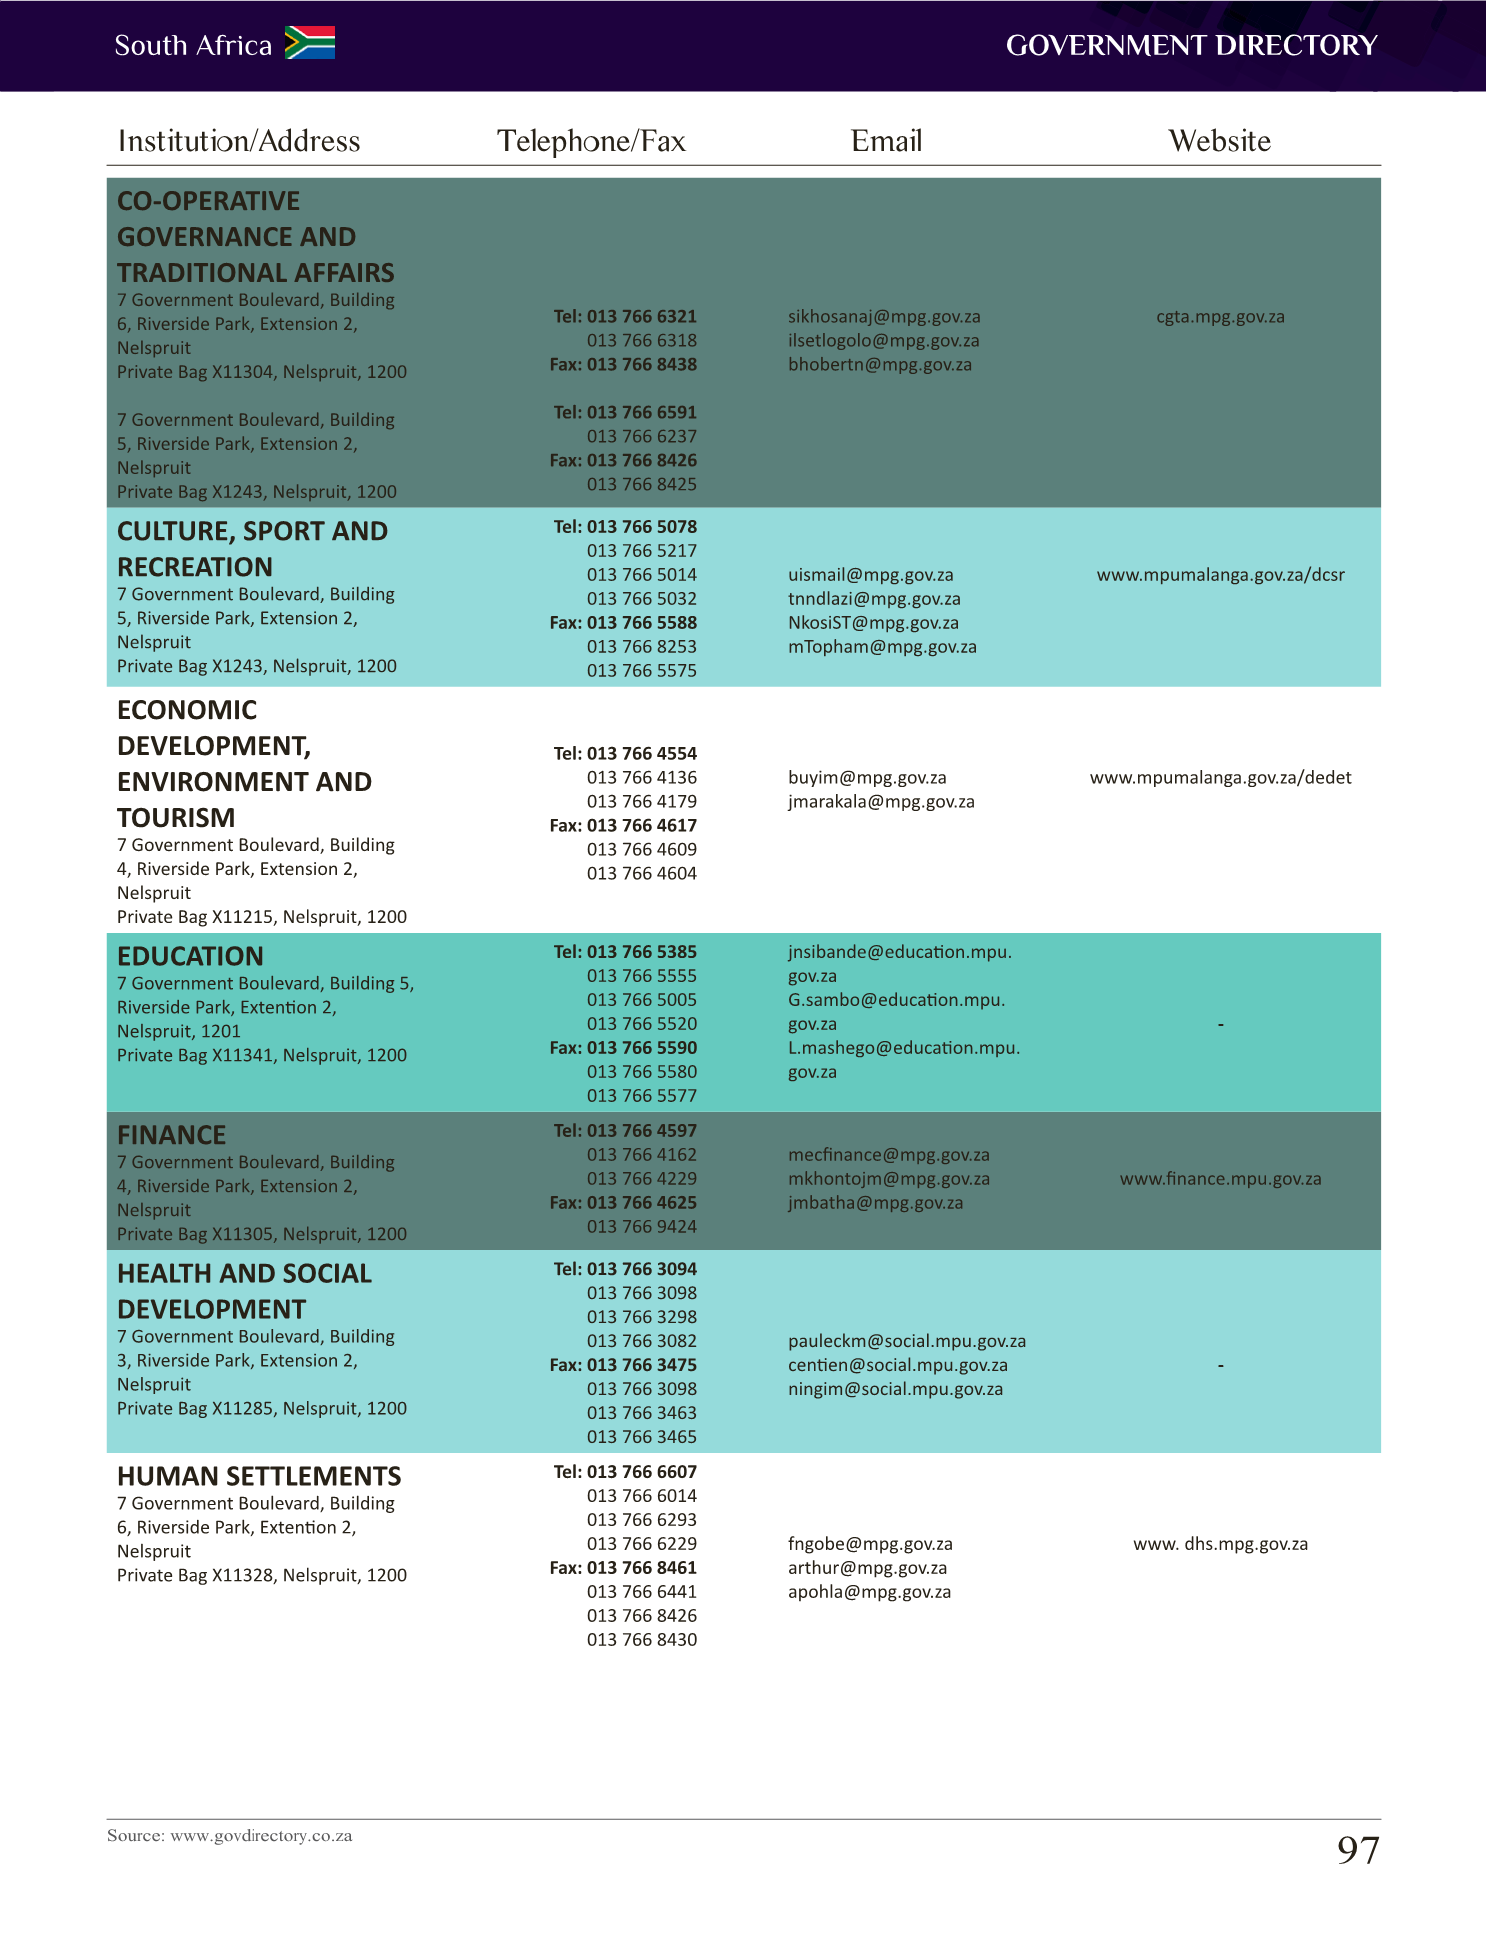 South Africa
GOVERNMENT DIRECTORY
Institution/Address Telephone/Fax Email Website
CO-OPERATIVE
GOVERNANCE AND
TRADITIONAL AFFAIRS
7 Government Boulevard, Building
6, Riverside Park, Extension 2,
Nelspruit
Private Bag X11304, Nelspruit, 1200
7 Government Boulevard, Building
5, Riverside Park, Extension 2,
Nelspruit
Private Bag X1243, Nelspruit, 1200
Tel: 013 766 6321
013 766 6318
Fax: 013 766 8438
Tel: 013 766 6591
013 766 6237
Fax: 013 766 8426
013 766 8425
sikhosanaj@mpg.gov.za
ilsetlogolo@mpg.gov.za
bhobertn@mpg.gov.za
cgta.mpg.gov.za
CULTURE, SPORT AND
RECREATION
7 Government Boulevard, Building
5, Riverside Park, Extension 2,
Nelspruit
Private Bag X1243, Nelspruit, 1200
Tel: 013 766 5078
013 766 5217
013 766 5014
013 766 5032
Fax: 013 766 5588
013 766 8253
013 766 5575
uismail@mpg.gov.za
tnndlazi@mpg.gov.za
NkosiST@mpg.gov.za
mTopham@mpg.gov.za
www.mpumalanga.gov.za/dcsr
ECONOMIC
DEVELOPMENT,
ENVIRONMENT AND
TOURISM
7 Government Boulevard, Building
4, Riverside Park, Extension 2,
Nelspruit
Private Bag X11215, Nelspruit, 1200
Tel: 013 766 4554
013 766 4136
013 766 4179
Fax: 013 766 4617
013 766 4609
013 766 4604
buyim@mpg.gov.za
jmarakala@mpg.gov.za
www.mpumalanga.gov.za/dedet
EDUCATION
7 Government Boulevard, Building 5,
Riverside Park, Extention 2,
Nelspruit, 1201
Private Bag X11341, Nelspruit, 1200
Tel: 013 766 5385
013 766 5555
013 766 5005
013 766 5520
Fax: 013 766 5590
013 766 5580
013 766 5577
jnsibande@education.mpu.
gov.za
G.sambo@education.mpu.
gov.za
L.mashego@education.mpu.
gov.za
-
FINANCE
7 Government Boulevard, Building
4, Riverside Park, Extension 2,
Nelspruit
Private Bag X11305, Nelspruit, 1200
Tel: 013 766 4597
013 766 4162
013 766 4229
Fax: 013 766 4625
013 766 9424
mecfinance@mpg.gov.za
mkhontojm@mpg.gov.za
jmbatha@mpg.gov.za
www.finance.mpu.gov.za
HEALTH AND SOCIAL
DEVELOPMENT
7 Government Boulevard, Building
3, Riverside Park, Extension 2,
Nelspruit
Private Bag X11285, Nelspruit, 1200
Tel: 013 766 3094
013 766 3098
013 766 3298
013 766 3082
Fax: 013 766 3475
013 766 3098
013 766 3463
013 766 3465
pauleckm@social.mpu.gov.za
centien@social.mpu.gov.za
ningim@social.mpu.gov.za
-
HUMAN SETTLEMENTS
7 Government Boulevard, Building
6, Riverside Park, Extention 2,
Nelspruit
Private Bag X11328, Nelspruit, 1200
Tel: 013 766 6607
013 766 6014
013 766 6293
013 766 6229
Fax: 013 766 8461
013 766 6441
013 766 8426
013 766 8430
fngobe@mpg.gov.za
arthur@mpg.gov.za
apohla@mpg.gov.za
www. dhs.mpg.gov.za
Source: www.govdirectory.co.za
97